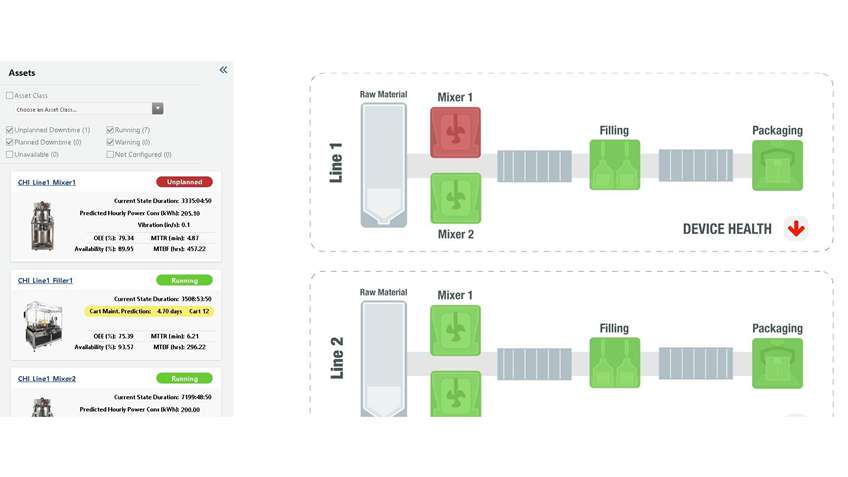 Assets
Asset Class
Choose an Asset Class...
Unplanned Downtime (1)
Running (7)
Planned Downtime (0)
Warning (0)
Unavailable (0)
Not Configured (0)
CHI_Line1_Mixer1
Unplanned
Current State Duration: 3335:04:50
Predicted Hourly Power Cons (kWh): 205.10
Vibration (in/s): 0.1
OEE (%): 79.34 MTTR (min): 4.87
Availability (%): 89.95 MTBF (hrs): 457.22
CHI_Line1_Filler1
Running
Current State Duration: 3508:53:50
Cart Maint. Prediction: 4.70 days Cart 12
OEE (%): 75.39 MTTR (min): 6.21
Availability (%): 93.57 MTBF (hrs): 296.22
CHI_Line1_Mixer2
Running
Current State Duration: 7199:48:50
Predicted Hourly Power Cons (kWh): 200.00
Line 1
Raw Material
Mixer 1
Mixer 2
Filling
Packaging
DEVICE HEALTH
Line 2
Raw Material
Mixer 1
Filling
Packaging